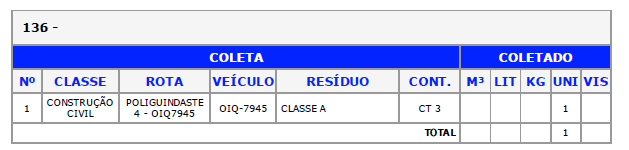 136 -
COLETA COLETADO
Nº CLASSE ROTA VEÍCULO RESÍDUO CONT. M³ LIT KG UNI VIS
1 CONSTRUÇÃO CIVIL POLIGUINDASTE 4 - OIQ7945 OIQ-7945 CLASSE A CT 3 1
TOTAL 1